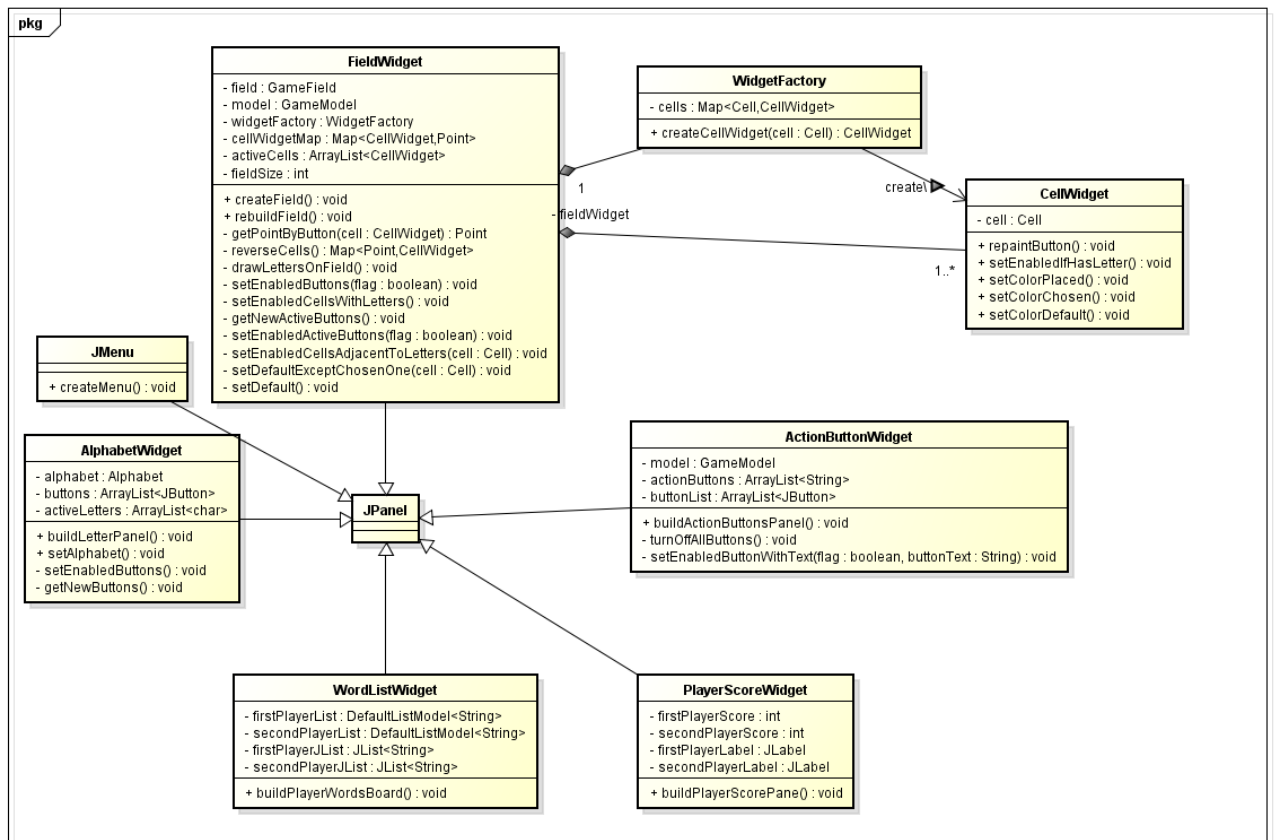 pkg
FieldWidget
- field : GameField
- model : GameModel
- widgetFactory : WidgetFactory
- cellWidgetMap : Map<CellWidget,Point>
- activeCells : ArrayList<CellWidget>
- fieldSize : int
+ createField() : void
+ rebuildField() : void
- getPointByButton(cell : CellWidget) : Point
- reverseCells() : Map<Point,CellWidget>
- drawLettersOnField() : void
- setEnabledButtons(flag : boolean) : void
- setEnabledCellsWithLetters() : void
- getNewActiveButtons() : void
- setEnabledActiveButtons(flag : boolean) : void
- setEnabledCellsAdjacentToLetters(cell : Cell) : void
- setDefaultExceptChosenOne(cell : Cell) : void
- setDefault() : void
WidgetFactory
- cells : Map<Cell,CellWidget>
+ createCellWidget(cell : Cell) : CellWidget
1
create\
- fieldWidget
1..*
CellWidget
- cell : Cell
+ repaintButton() : void
+ setEnabledIfHasLetter() : void
+ setColorPlaced() : void
+ setColorChosen() : void
+ setColorDefault() : void
JMenu
+ createMenu() : void
AlphabetWidget
- alphabet : Alphabet
- buttons : ArrayList<JButton>
- activeLetters : ArrayList<char>
+ buildLetterPanel() : void
+ setAlphabet() : void
- setEnabledButtons() : void
- getNewButtons() : void
JPanel
ActionButtonWidget
- model : GameModel
- actionButtons : ArrayList<String>
- buttonList : ArrayList<JButton>
+ buildActionButtonsPanel() : void
- turnOffAllButtons() : void
- setEnabledButtonWithText(flag : boolean, buttonText : String) : void
WordListWidget
- firstPlayerList : DefaultListModel<String>
- secondPlayerList : DefaultListModel<String>
- firstPlayerJList : JList<String>
- secondPlayerJList : JList<String>
+ buildPlayerWordsBoard() : void
PlayerScoreWidget
- firstPlayerScore : int
- secondPlayerScore : int
- firstPlayerLabel : JLabel
- secondPlayerLabel : JLabel
+ buildPlayerScorePane() : void